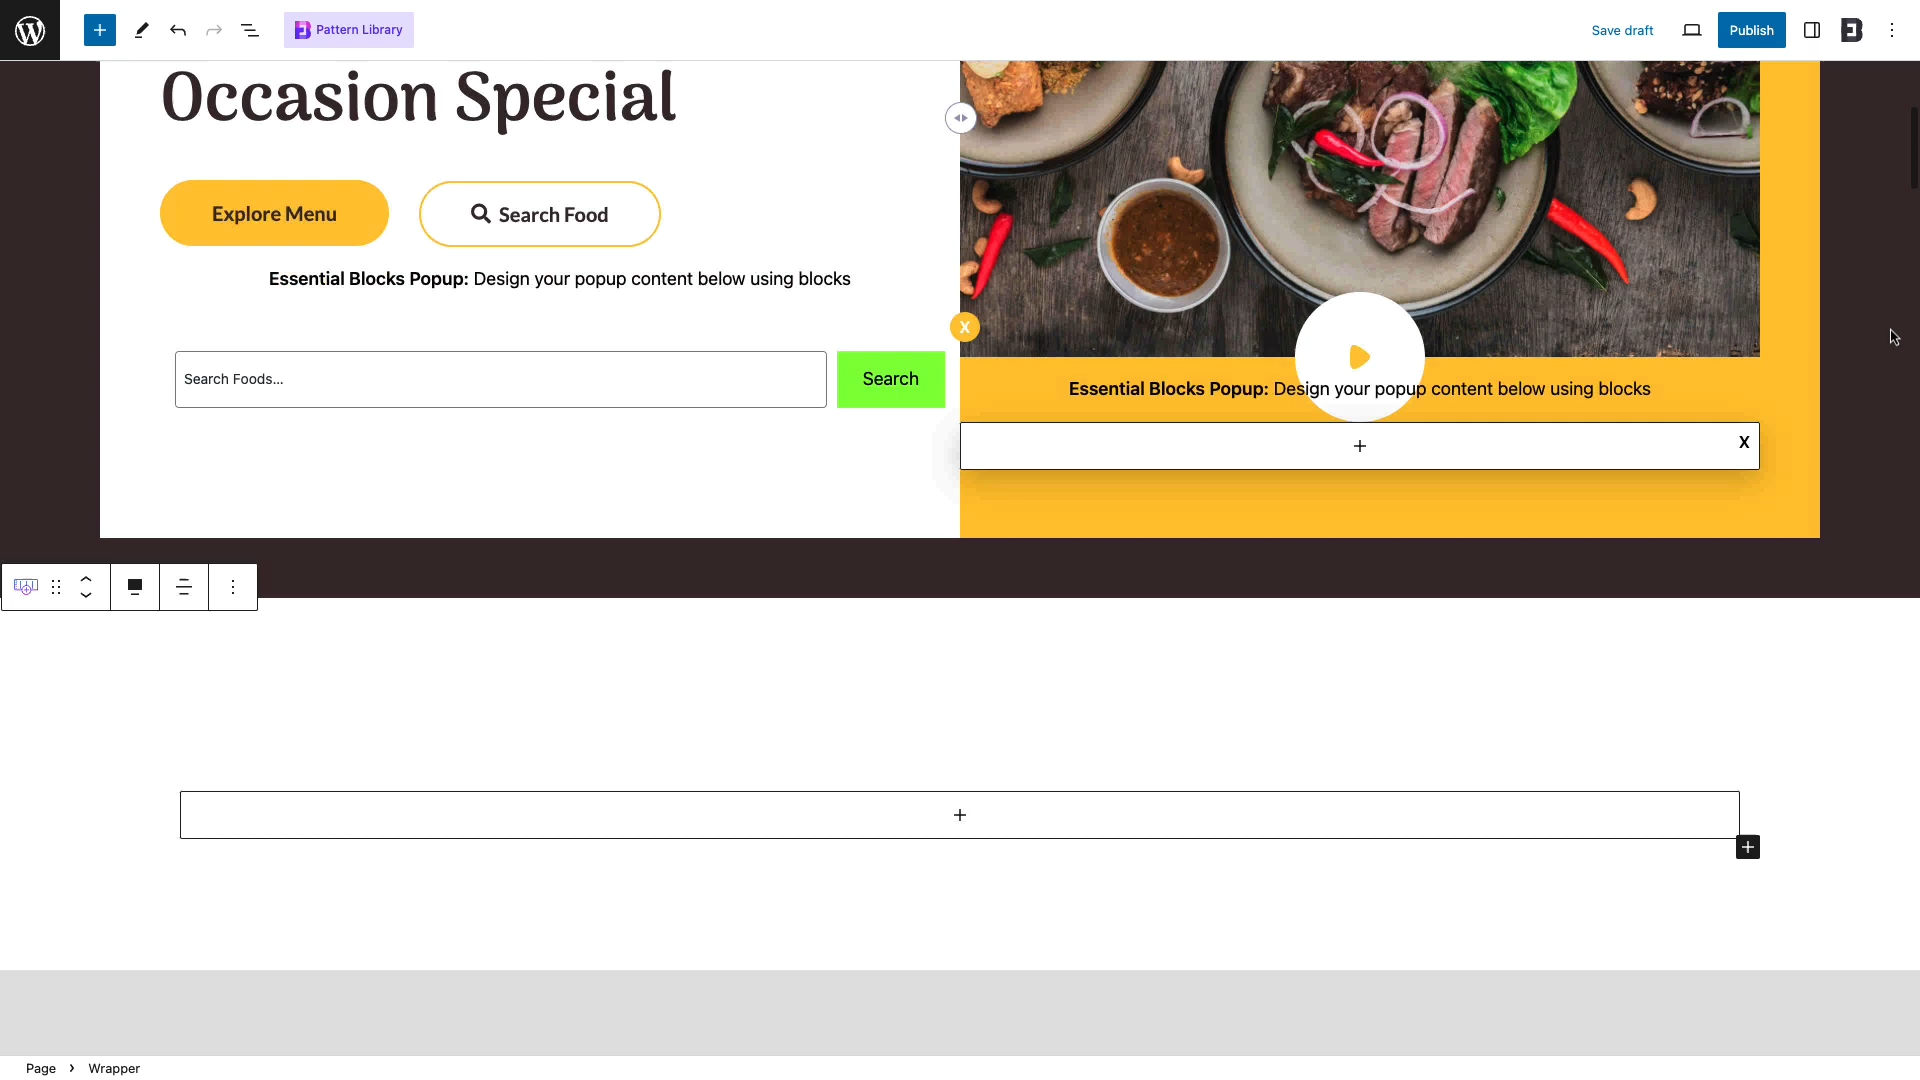 Pattern Library
Save draft
Publish
Occasion Special
Explore Menu
Search Food
Essential Blocks Popup: Design your popup content below using blocks
X
Search Foods...
Search
Essential Blocks Popup: Design your popup content below using blocks
X
Page
Wrapper